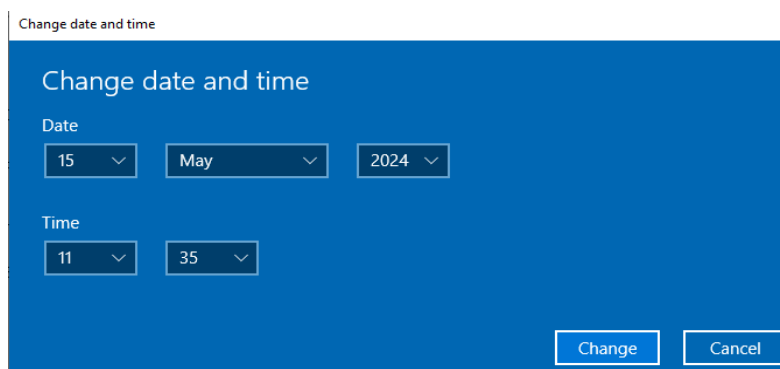 Change date and time
Change date and time
Date
15 May 2024
Time
11 35
Change Cancel